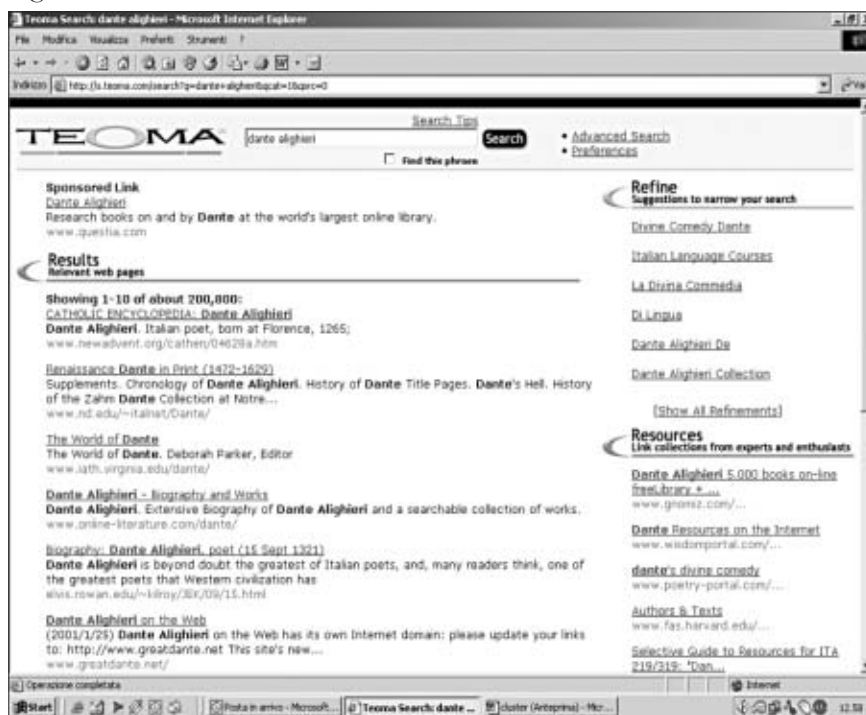 Teoma Search: dante alighieri - Microsoft Internet Explorer
File Modifica Visualizza Preferiti Strumenti ?
Indirizzo http://s.teoma.com/search?q=dante+alighieri&qcat=1&qsrc=0
TEOMA
Search Tips
dante alighieri
Search
Find this phrase
• Advanced Search
• Preferences
Sponsored Link
Dante Alighieri
Research books on and by Dante at the world's largest online library.
www.questia.com
Results
Relevant web pages
Showing 1-10 of about 200,800:
CATHOLIC ENCYCLOPEDIA: Dante Alighieri
Dante Alighieri. Italian poet, born at Florence, 1265;
www.newadvent.org/cathen/04628a.htm
Renaissance Dante in Print (1472-1629)
Supplements. Chronology of Dante Alighieri. History of Dante Title Pages. Dante's Hell. History
of the Zahm Dante Collection at Notre...
www.nd.edu/~italnet/Dante/
The World of Dante
The World of Dante. Deborah Parker, Editor
www.iath.virginia.edu/dante/
Dante Alighieri - Biography and Works
Dante Alighieri. Extensive Biography of Dante Alighieri and a searchable collection of works.
www.online-literature.com/dante/
Biography: Dante Alighieri, poet (15 Sept 1321)
Dante Alighieri is beyond doubt the greatest of Italian poets, and, many readers think, one of
the greatest poets that Western civilization has
elvis.rowan.edu/~kilroy/JEK/09/15.html
Dante Alighieri on the Web
(2001/1/25) Dante Alighieri on the Web has its own Internet domain: please update your links
to: http://www.greatdante.net This site's new...
www.greatdante.net/
Refine
Suggestions to narrow your search
Divine Comedy Dante
Italian Language Courses
La Divina Commedia
Di Lingua
Dante Alighieri De
Dante Alighieri Collection
[Show All Refinements]
Resources
Link collections from experts and enthusiasts
Dante Alighieri 5.000 books on-line
freeLibrary + ...
Dante Resources on the Internet
www.wisdomportal.com/...
dante's divine comedy
www.poetry-portal.com/...
Authors & Texts
www.fas.harvard.edu/...
Selective Guide to Resources for ITA
219/319: "Dan...
Operazione completata
Internet
Start
Posta in arrivo - Microsoft...
Teoma Search: dante ...
cluster (Anteprima) - Micr...
12.58